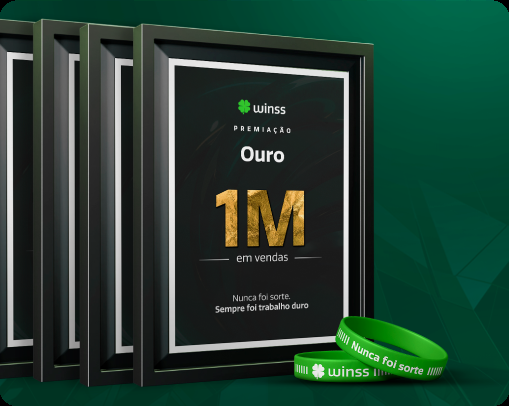 winss
PREMIAÇÃO
Ouro
1M
em vendas
Nunca foi sorte.
Sempre foi trabalho duro
Nunca foi sorte
winss